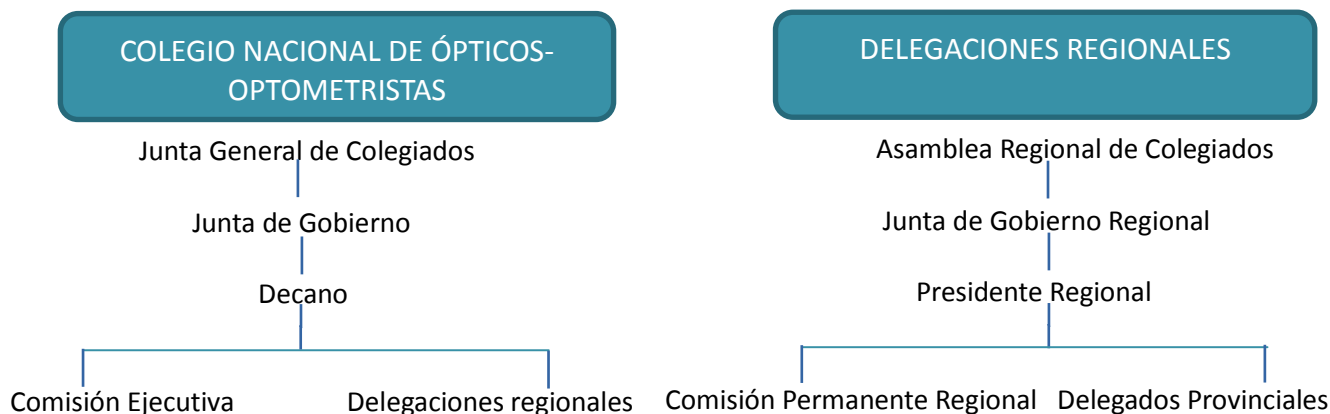 COLEGIO NACIONAL DE ÓPTICOS-
OPTOMETRISTAS
Junta General de Colegiados
Junta de Gobierno
Decano
Comisión Ejecutiva
Delegaciones regionales
DELEGACIONES REGIONALES
Asamblea Regional de Colegiados
Junta de Gobierno Regional
Presidente Regional
Comisión Permanente Regional
Delegados Provinciales